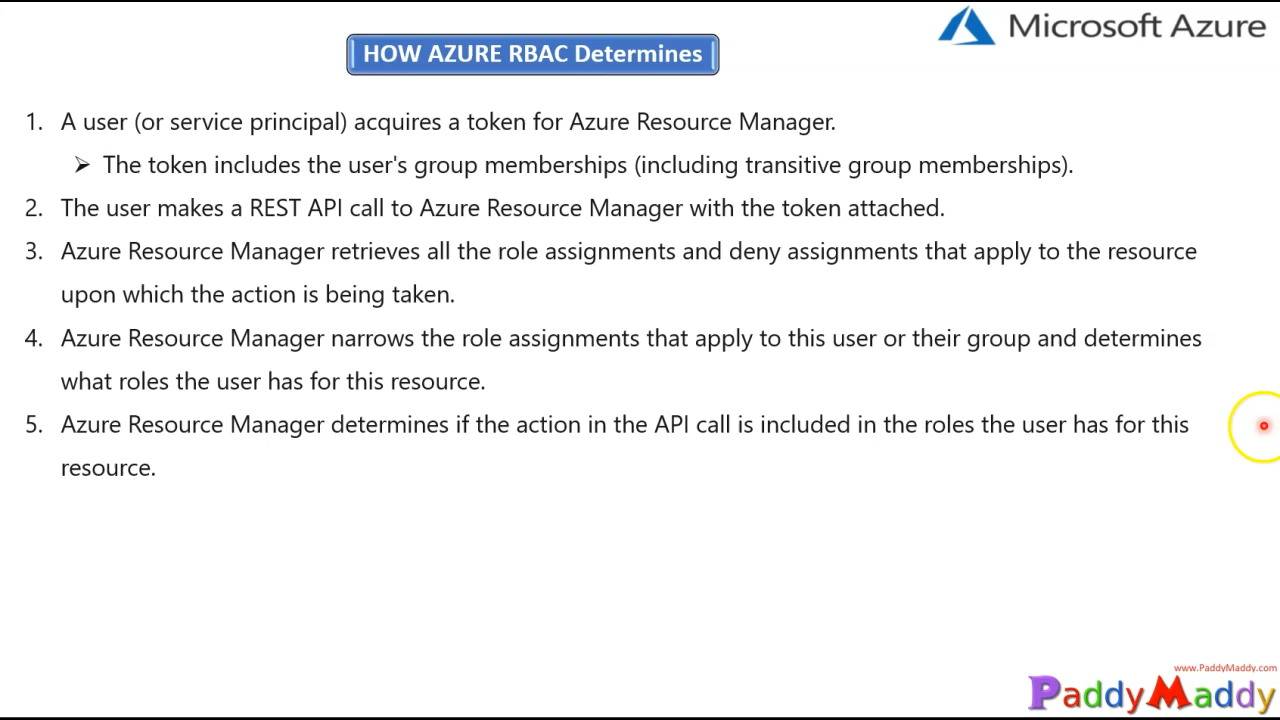 Microsoft Azure
HOW AZURE RBAC Determines
1. A user (or service principal) acquires a token for Azure Resource Manager.
➢ The token includes the user's group memberships (including transitive group memberships).
2. The user makes a REST API call to Azure Resource Manager with the token attached.
3. Azure Resource Manager retrieves all the role assignments and deny assignments that apply to the resource
upon which the action is being taken.
4. Azure Resource Manager narrows the role assignments that apply to this user or their group and determines
what roles the user has for this resource.
5. Azure Resource Manager determines if the action in the API call is included in the roles the user has for this
resource.
www.PaddyMaddy.com
PaddyMaddy